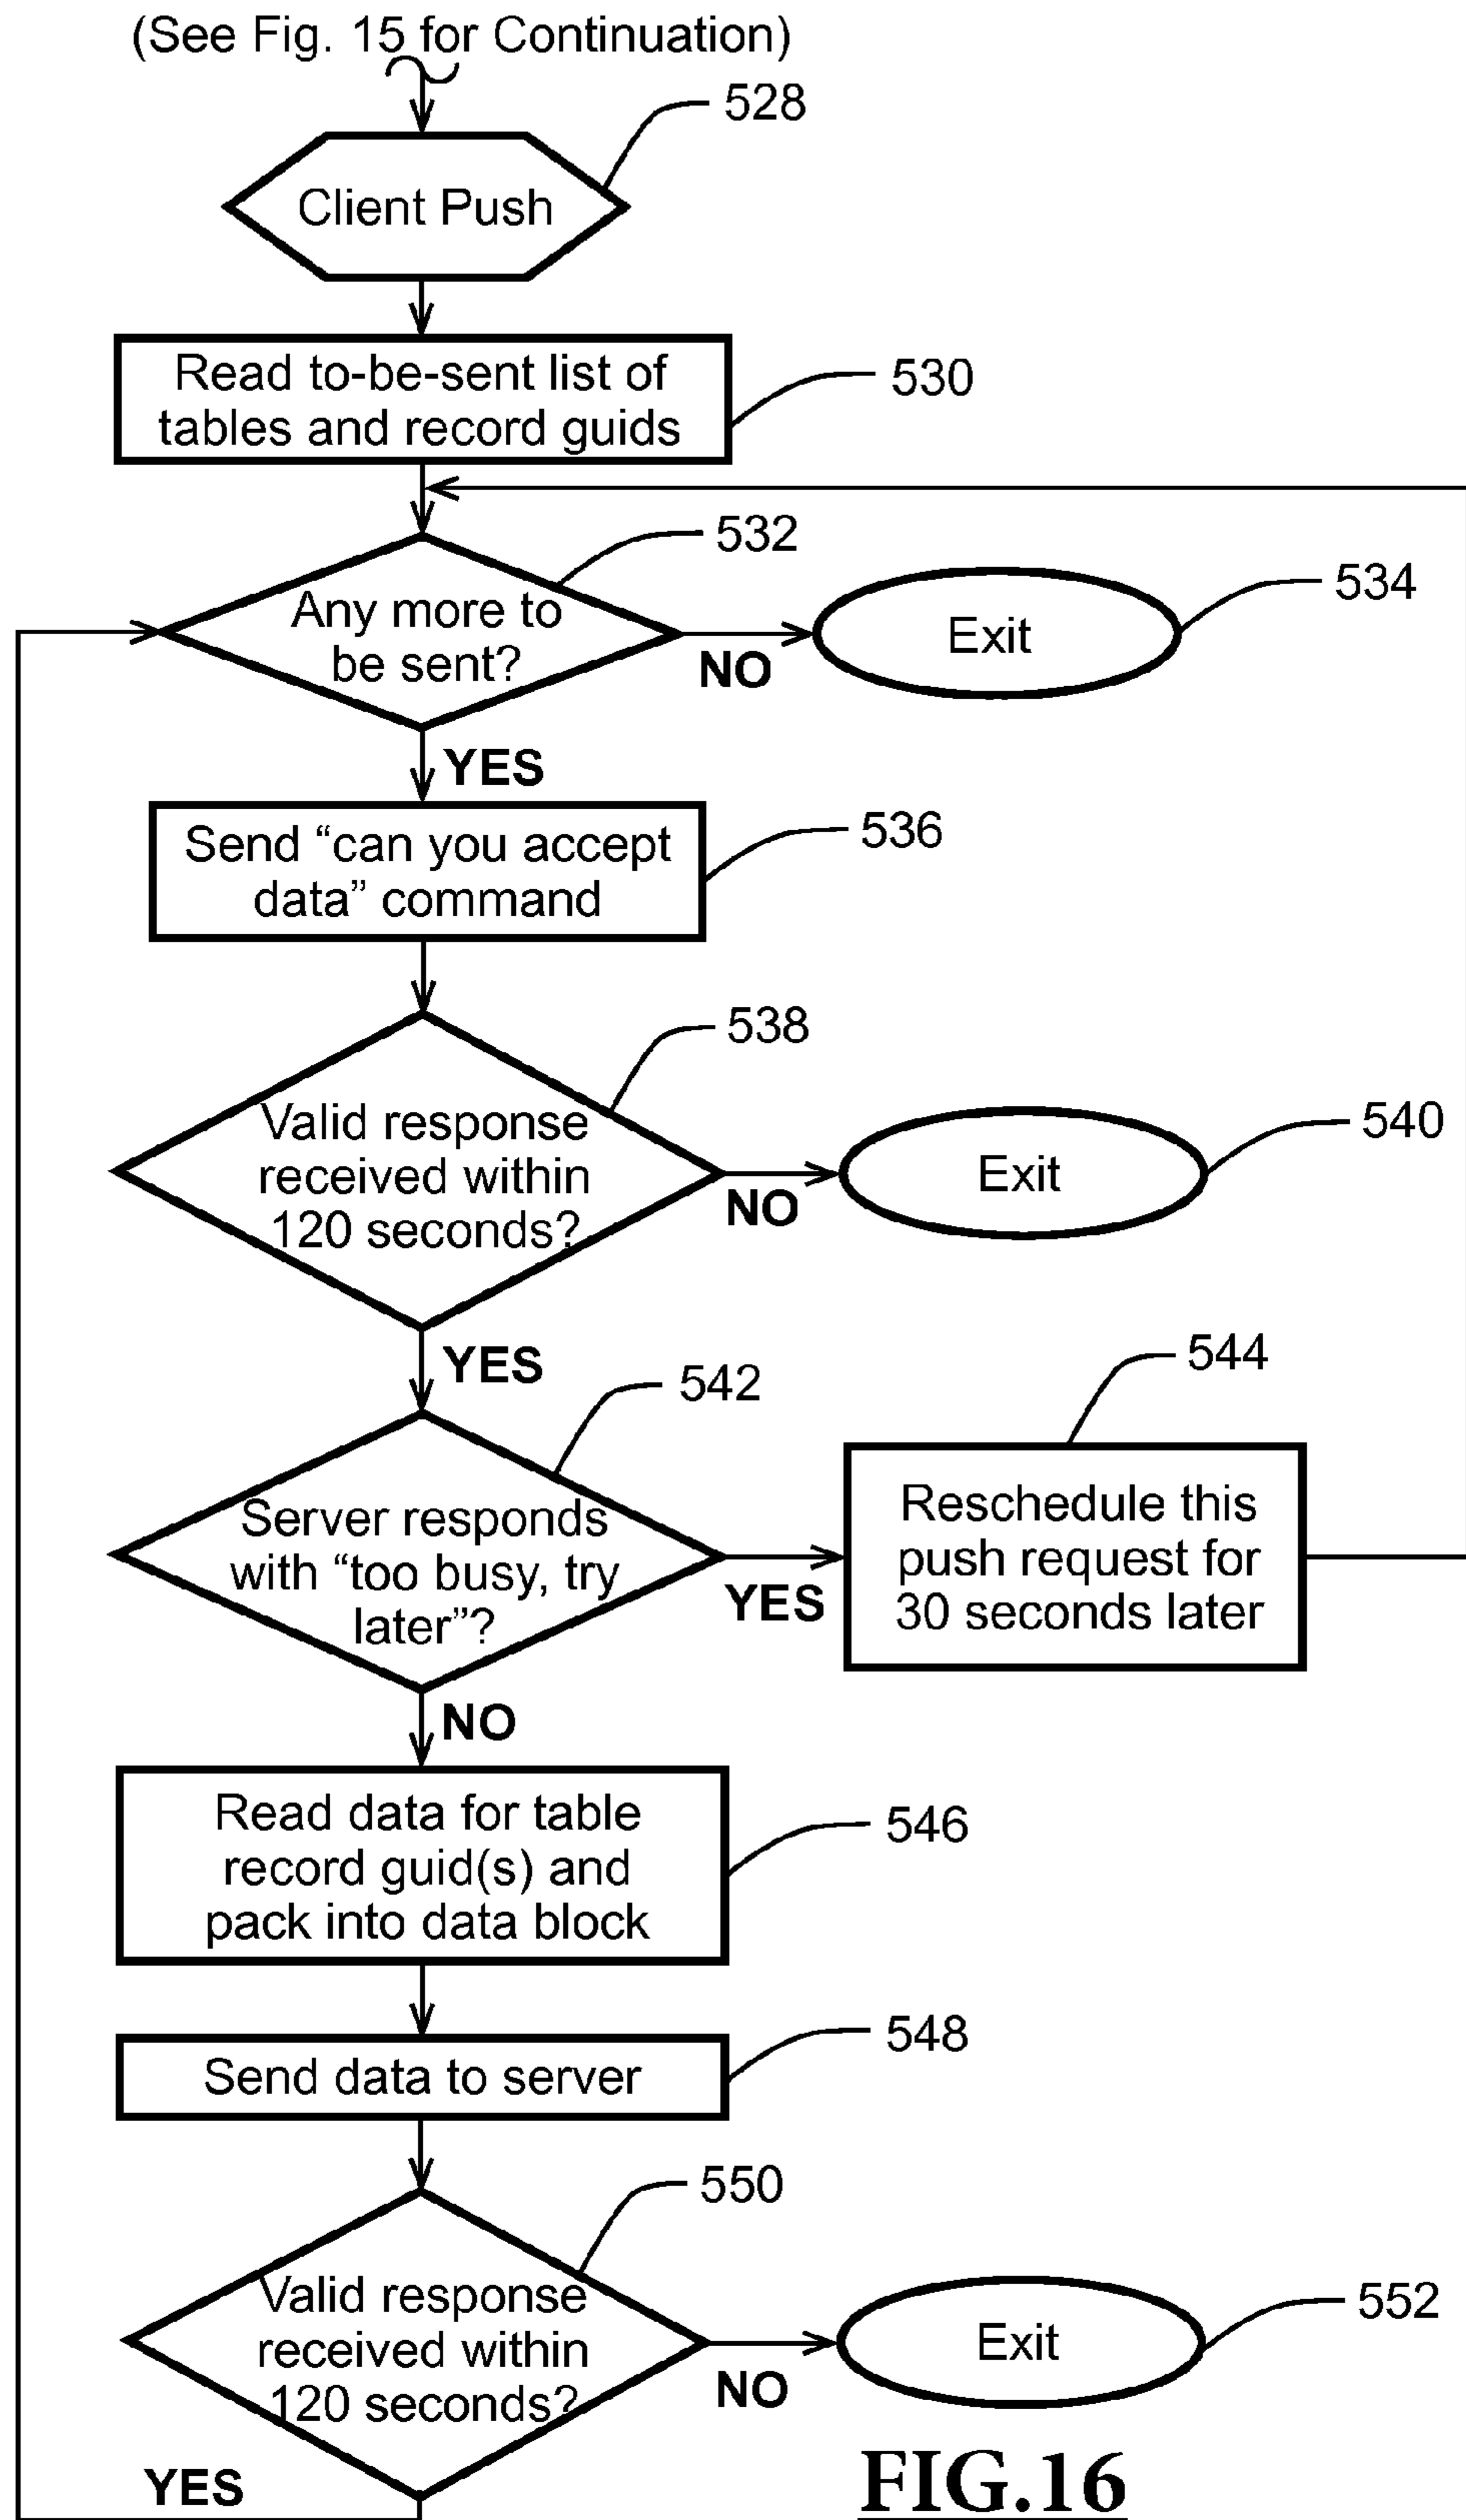 (See Fig. 15 for Continuation)
528
Client Push
Read to-be-sent list of
tables and record guids
530
532
Any more to
be sent?
NO
Exit
534
YES
Send “can you accept
data” command
536
538
Valid response
received within
120 seconds?
NO
Exit
540
YES
542
544
Server responds
with “too busy, try
later”?
YES
Reschedule this
push request for
30 seconds later
NO
Read data for table
record guid(s) and
pack into data block
546
Send data to server
548
550
Valid response
received within
120 seconds?
NO
Exit
552
YES
FIG.16